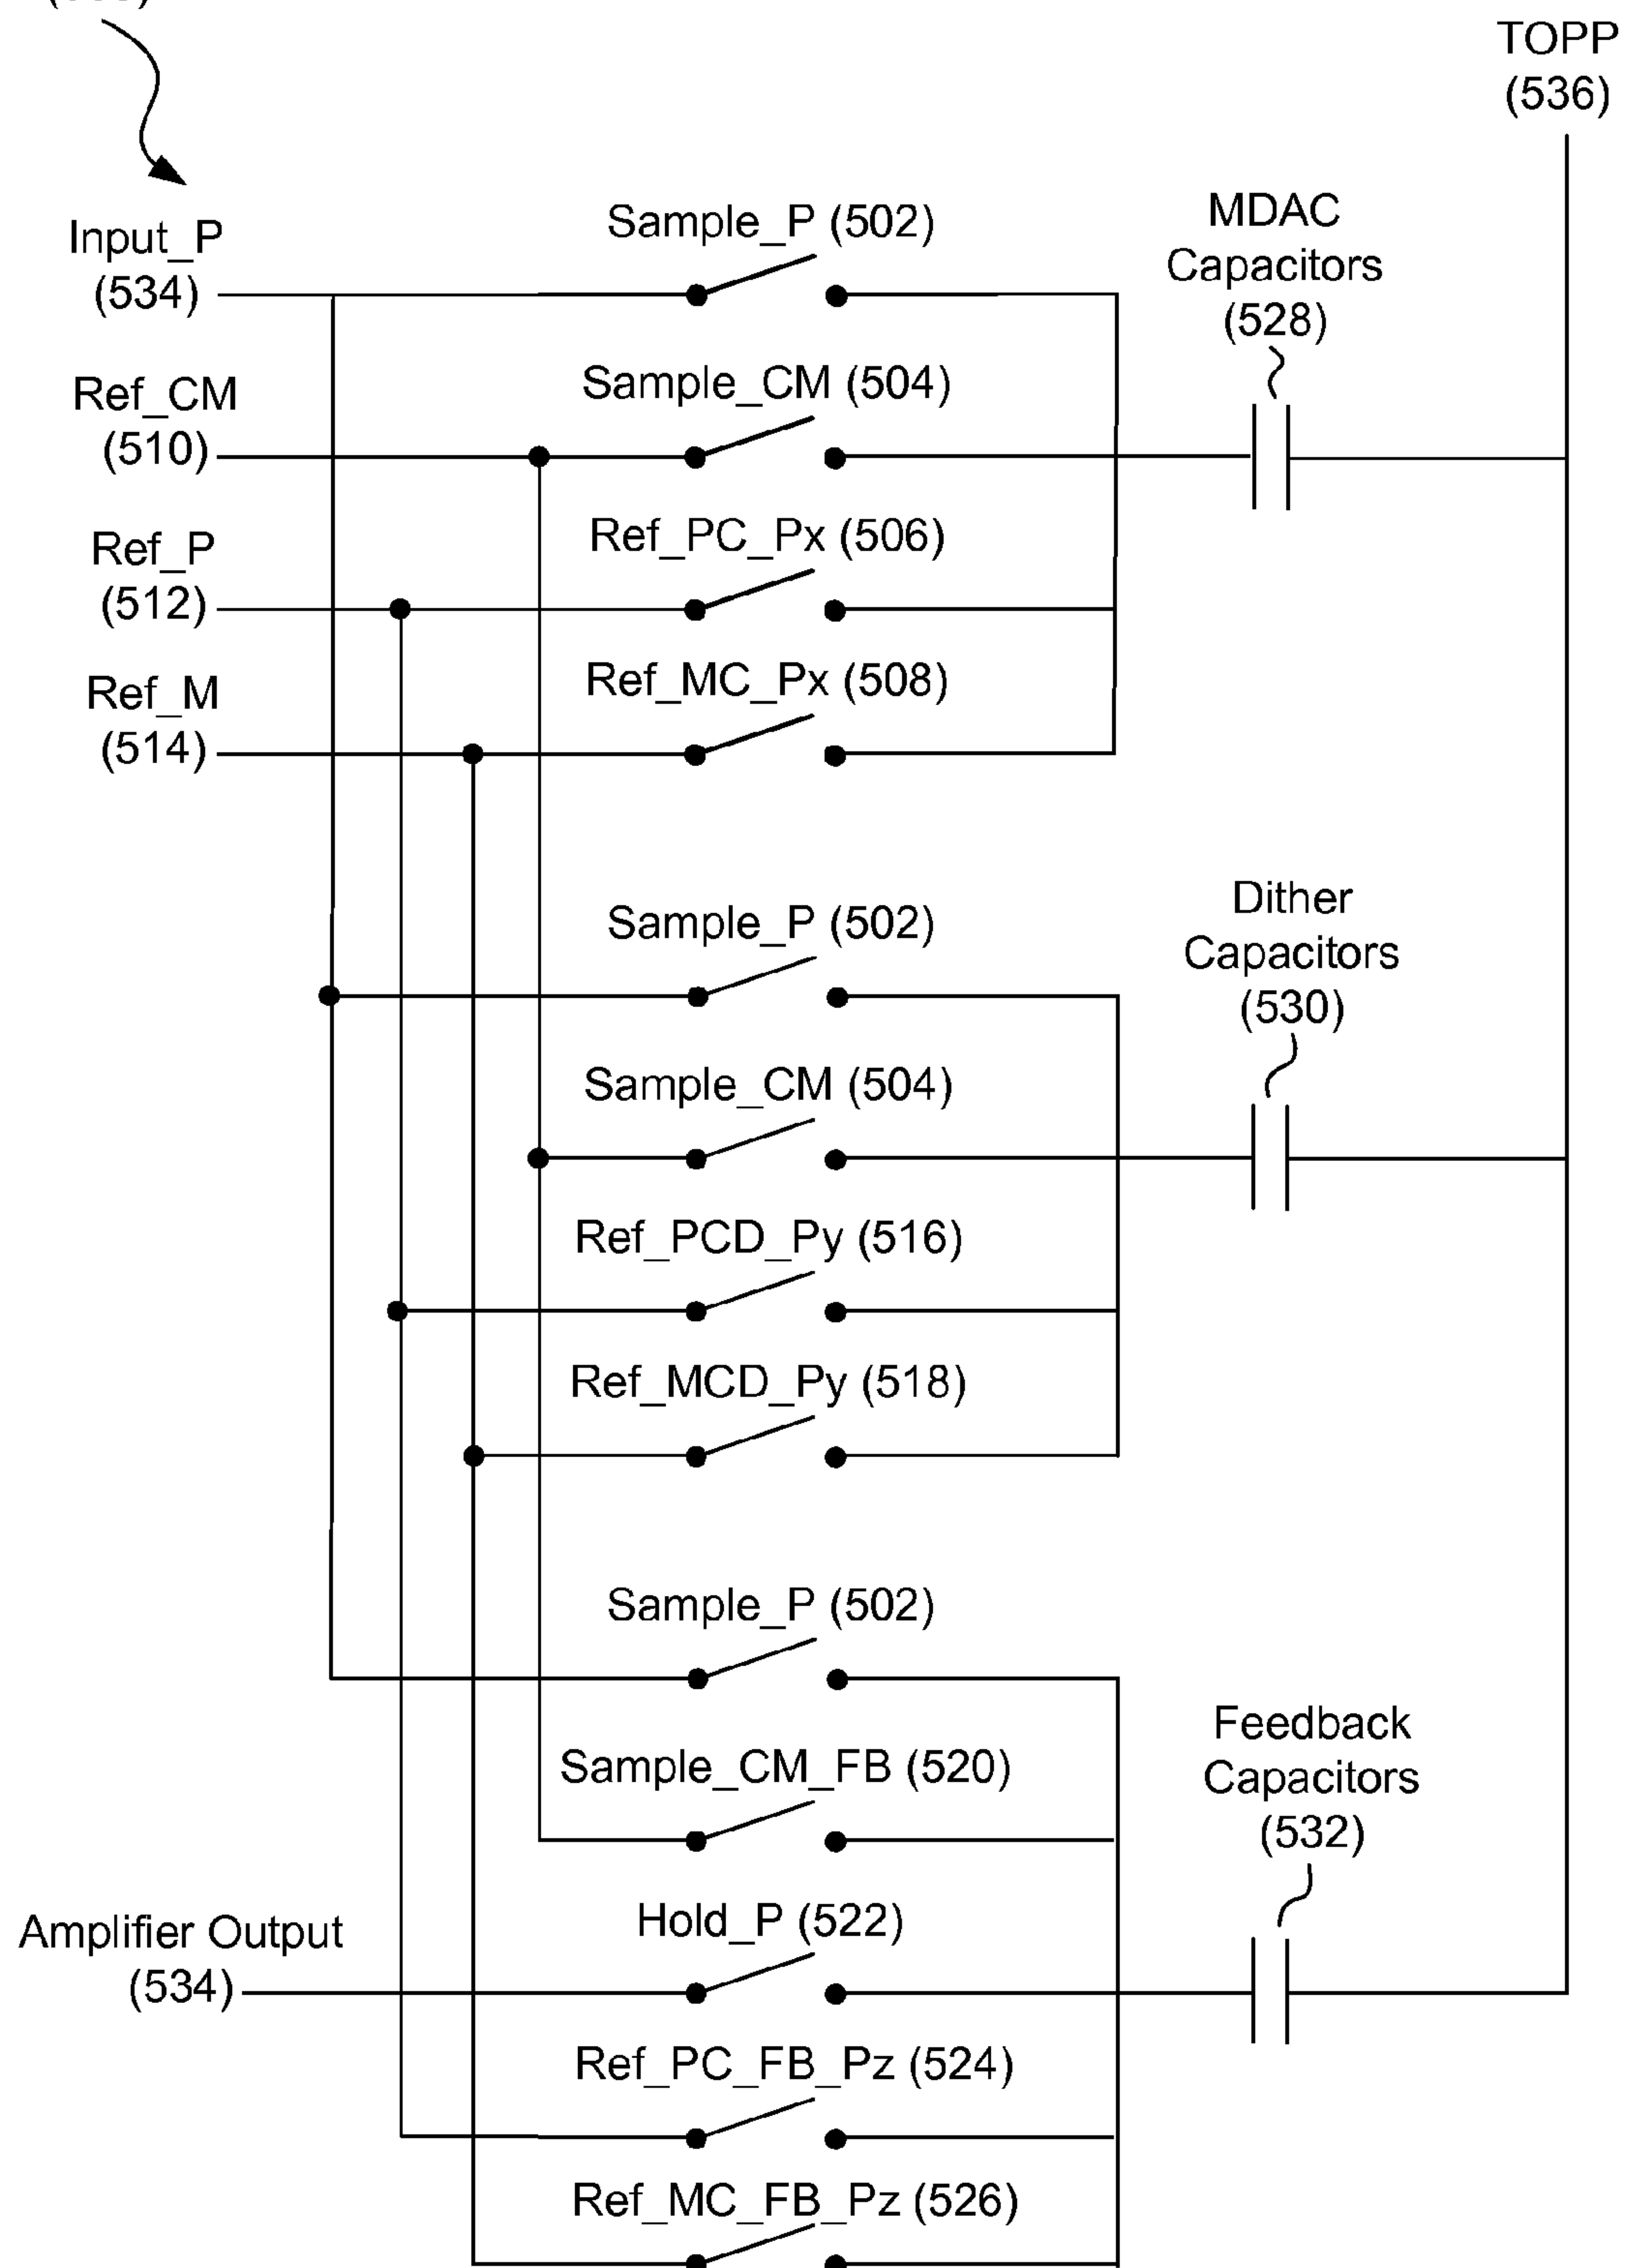 TOPP
(536)
Input_P
(534)
Sample_P (502)
MDAC
Capacitors
(528)
Ref_CM
(510)
Sample_CM (504)
Ref_P
(512)
Ref_PC_Px (506)
Ref_M
(514)
Ref_MC_Px (508)
Sample_P (502)
Dither
Capacitors
(530)
Sample_CM (504)
Ref_PCD_Py (516)
Ref_MCD_Py (518)
Sample_P (502)
Sample_CM_FB (520)
Feedback
Capacitors
(532)
Amplifier Output
(534)
Hold_P (522)
Ref_PC_FB_Pz (524)
Ref_MC_FB_Pz (526)